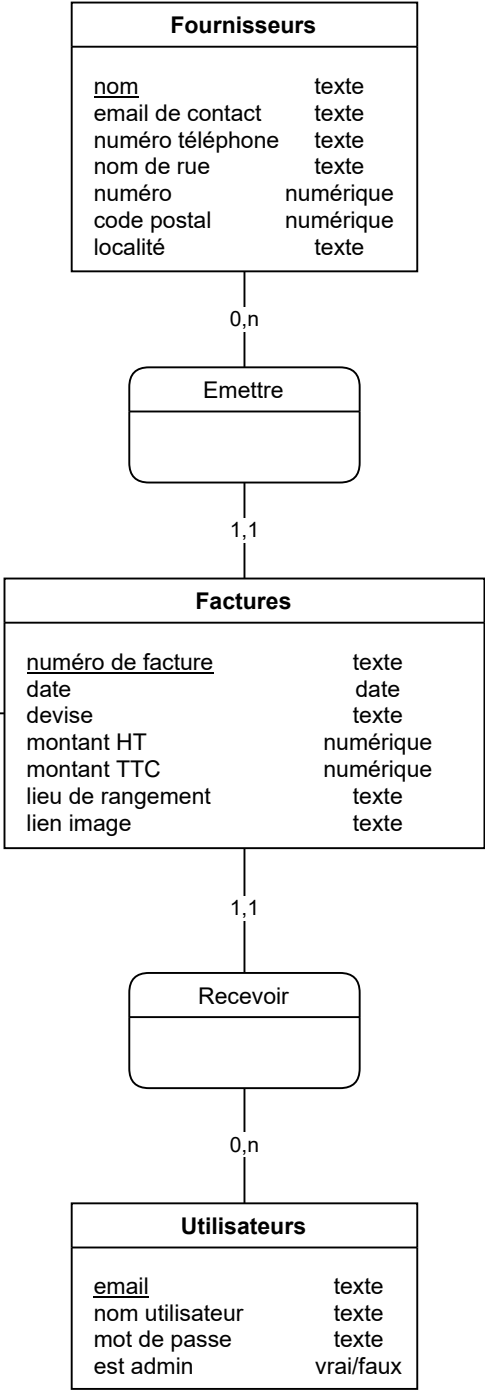 Fournisseurs
nom texte
email de contact texte
numéro téléphone texte
nom de rue texte
numéro numérique
code postal numérique
localité texte
0,n
Emettre
1,1
Factures
numéro de facture texte
date date
devise texte
montant HT numérique
montant TTC numérique
lieu de rangement texte
lien image texte
1,1
Recevoir
0,n
Utilisateurs
email texte
nom utilisateur texte
mot de passe texte
est admin vrai/faux